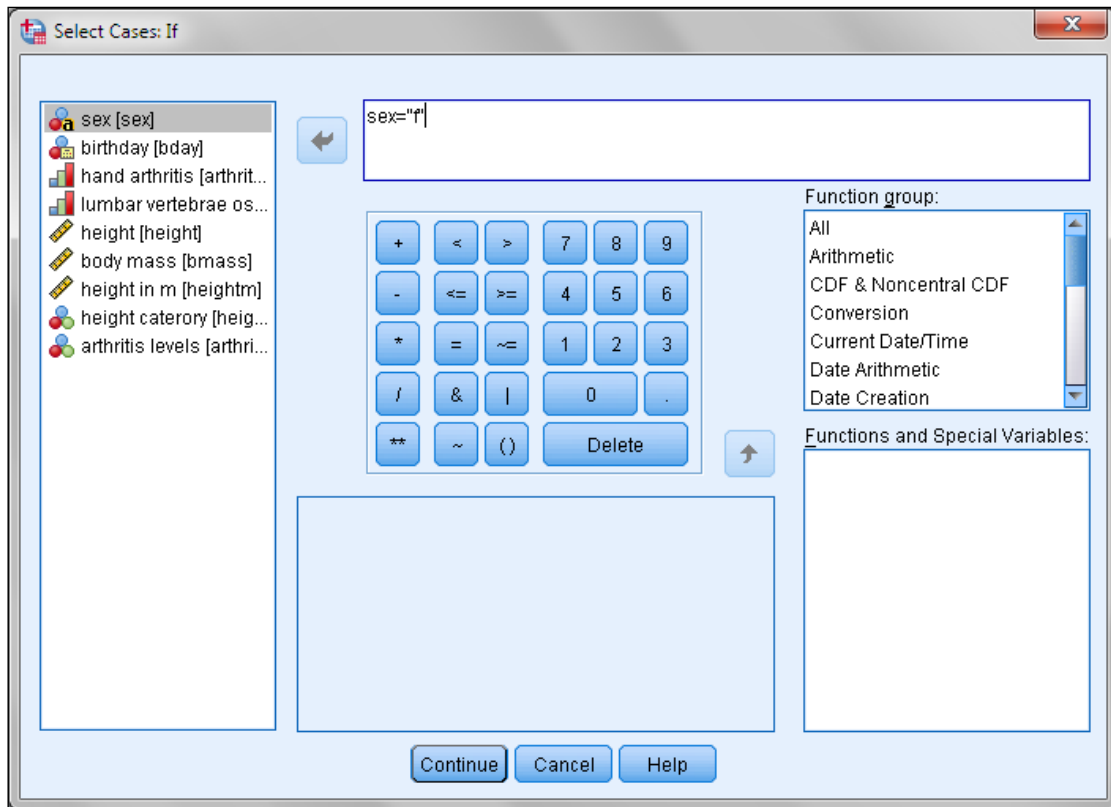 Select Cases: If
x
sex [sex]
birthday [bday]
hand arthritis [arthrit...
lumbar vertebrae os...
height [height]
body mass [bmass]
height in m [heightm]
height caterory [heig...
arthritis levels [arthri...
sex="f"
+ < > 7 8 9
- <= >= 4 5 6
* = ~= 1 2 3
/ & | 0 .
** ~ () Delete
Function group:
All
Arithmetic
CDF & Noncentral CDF
Conversion
Current Date/Time
Date Arithmetic
Date Creation
Functions and Special Variables:
Continue
Cancel
Help